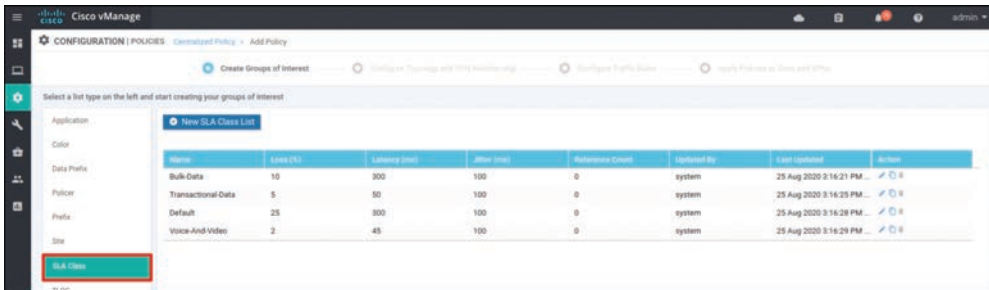 cisco Cisco vManage
admin
CONFIGURATION | POLICIES Centralized Policy > Add Policy
Create Groups of Interest
Select a list type on the left and start creating your groups of interest
Application
Color
Data Prefix
Policer
Prefix
Site
SLA Class
New SLA Class List
Name Loss (%) Latency (ms) Jitter (ms) Reference Count Updated By Last Updated Action
Bulk-Data 10 300 100 0 system 25 Aug 2020 3:16:21 PM ...
Transactional-Data 5 50 100 0 system 25 Aug 2020 3:16:25 PM ...
Default 25 300 100 0 system 25 Aug 2020 3:16:28 PM ...
Voice-And-Video 2 45 100 0 system 25 Aug 2020 3:16:29 PM ...